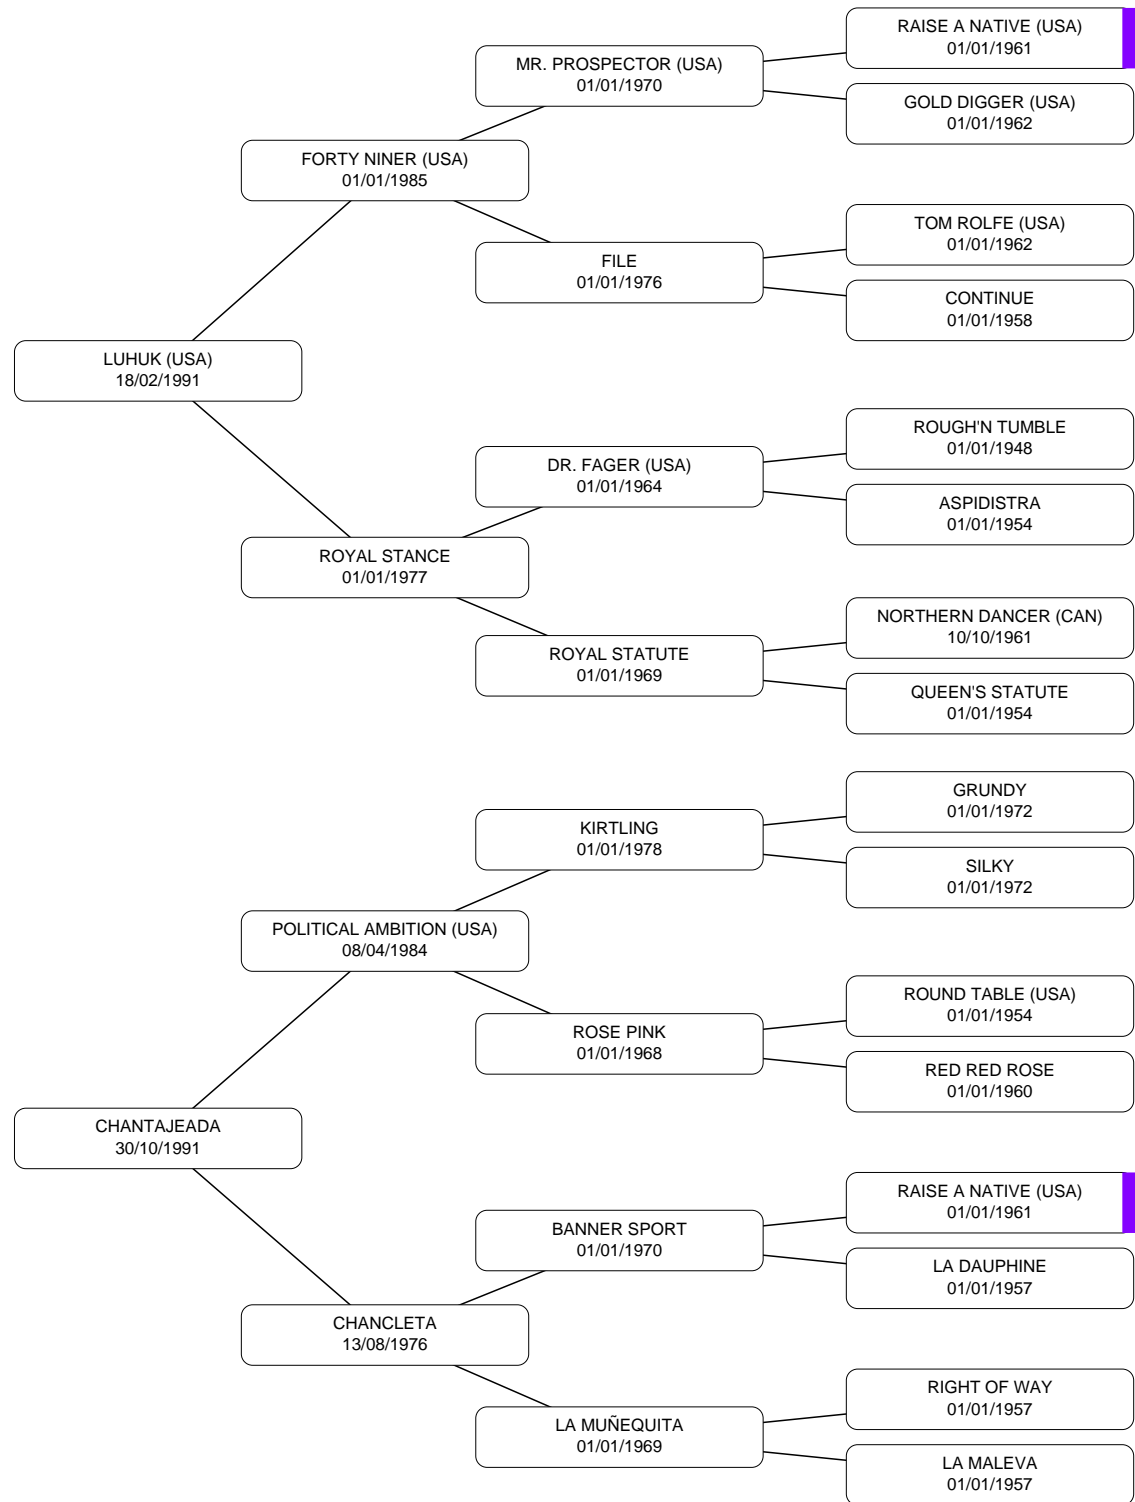 RAISE A NATIVE (USA)
01/01/1961
MR. PROSPECTOR (USA)
01/01/1970
GOLD DIGGER (USA)
01/01/1962
FORTY NINER (USA)
01/01/1985
TOM ROLFE (USA)
01/01/1962
FILE
01/01/1976
CONTINUE
01/01/1958
LUHUK (USA)
18/02/1991
ROUGH'N TUMBLE
01/01/1948
DR. FAGER (USA)
01/01/1964
ASPIDISTRA
01/01/1954
ROYAL STANCE
01/01/1977
NORTHERN DANCER (CAN)
10/10/1961
ROYAL STATUTE
01/01/1969
QUEEN'S STATUTE
01/01/1954
GRUNDY
01/01/1972
KIRTLING
01/01/1978
SILKY
01/01/1972
POLITICAL AMBITION (USA)
08/04/1984
ROUND TABLE (USA)
01/01/1954
ROSE PINK
01/01/1968
RED RED ROSE
01/01/1960
CHANTAJEADA
30/10/1991
RAISE A NATIVE (USA)
01/01/1961
BANNER SPORT
01/01/1970
LA DAUPHINE
01/01/1957
CHANCLETA
13/08/1976
RIGHT OF WAY
01/01/1957
LA MUÑEQUITA
01/01/1969
LA MALEVA
01/01/1957